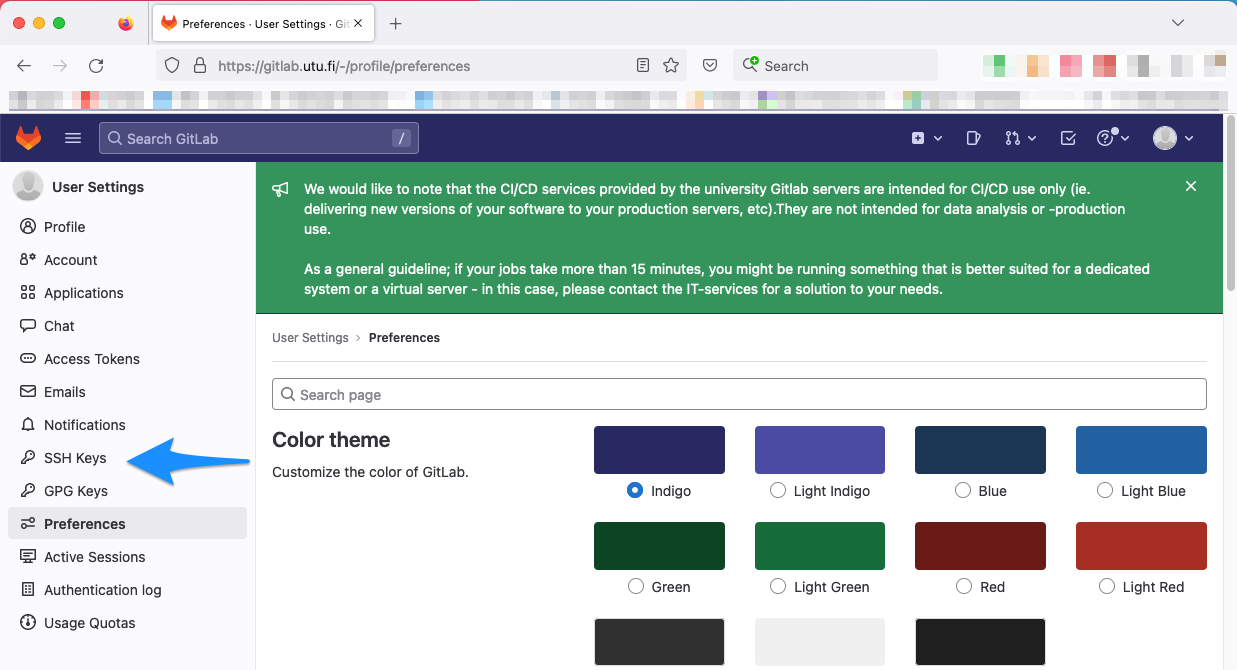 Preferences · User Settings · Git
https://gitlab.utu.fi/-/profile/preferences
Search
Search GitLab
/
User Settings
Profile
Account
Applications
Chat
Access Tokens
Emails
Notifications
SSH Keys
GPG Keys
Preferences
Active Sessions
Authentication log
Usage Quotas
We would like to note that the CI/CD services provided by the university Gitlab servers are intended for CI/CD use only (ie.
delivering new versions of your software to your production servers, etc).They are not intended for data analysis or -production
use.
As a general guideline; if your jobs take more than 15 minutes, you might be running something that is better suited for a dedicated
system or a virtual server - in this case, please contact the IT-services for a solution to your needs.
User Settings › Preferences
Search page
Color theme
Customize the color of GitLab.
Indigo
Light Indigo
Blue
Light Blue
Green
Light Green
Red
Light Red